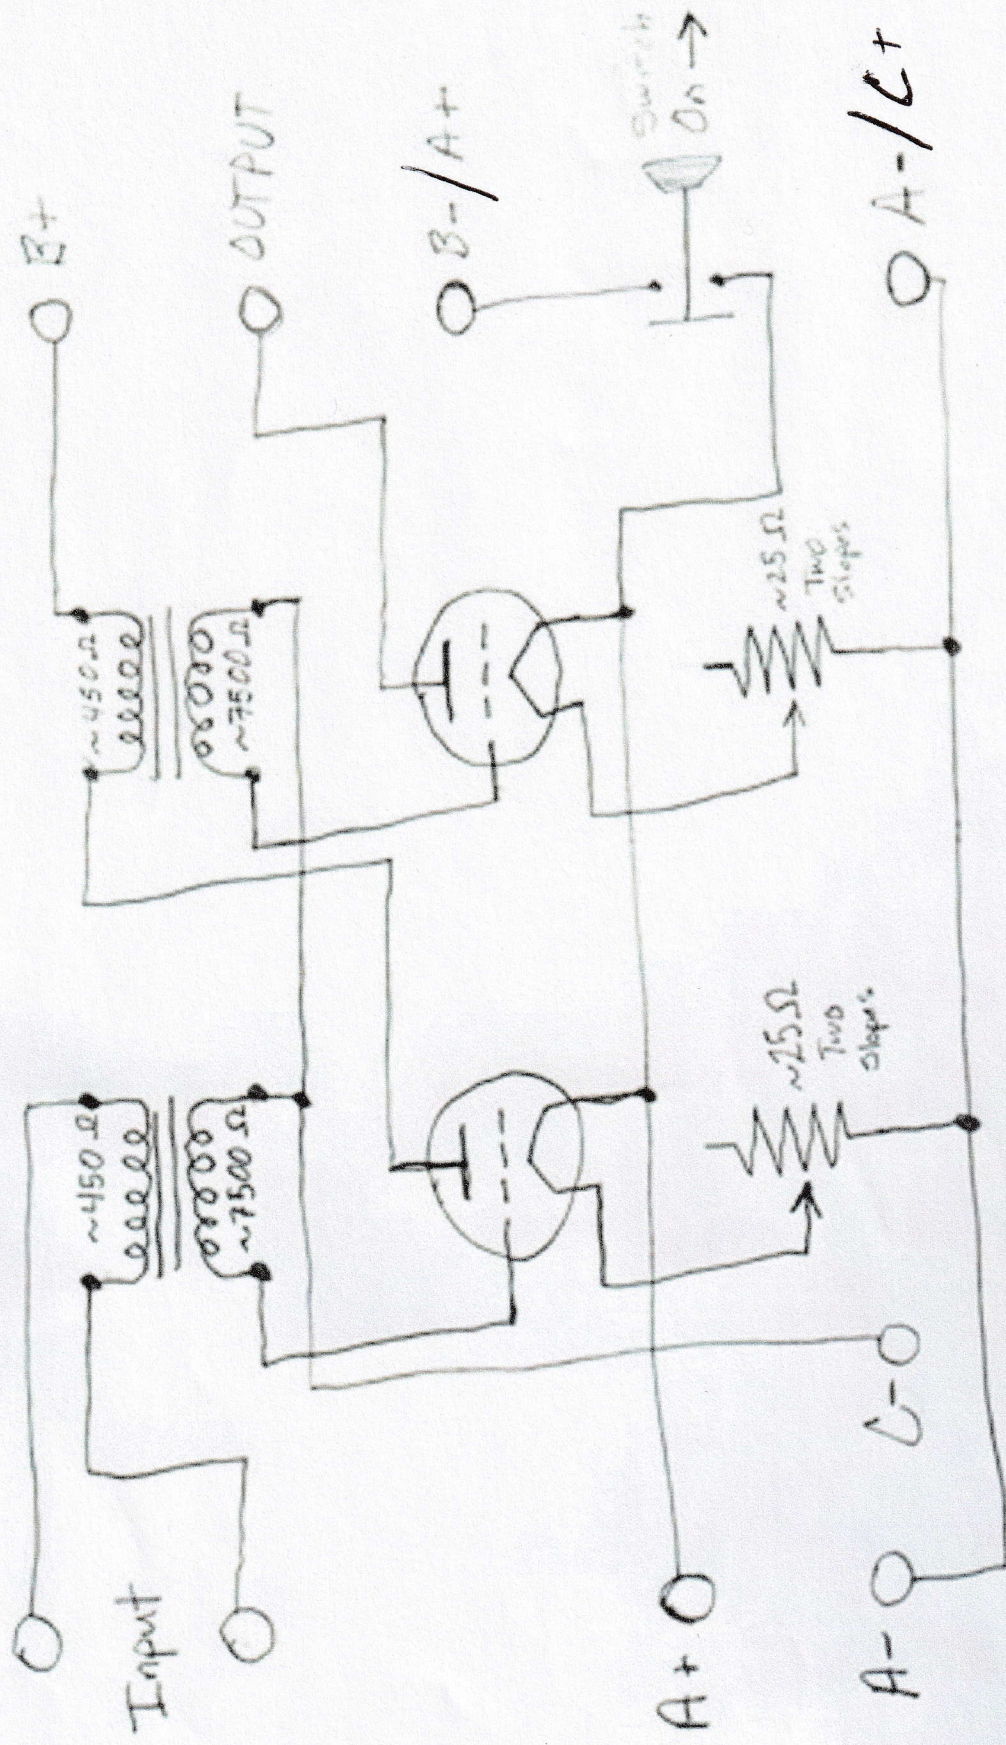 B+
~450Ω
~450Ω
Input
~7500Ω
~7500Ω
OUTPUT
B-/A+
Switch
On →
A+
~25Ω
Two
Slopes
~25Ω
Two
Slopes
A-
C-
A-/C+